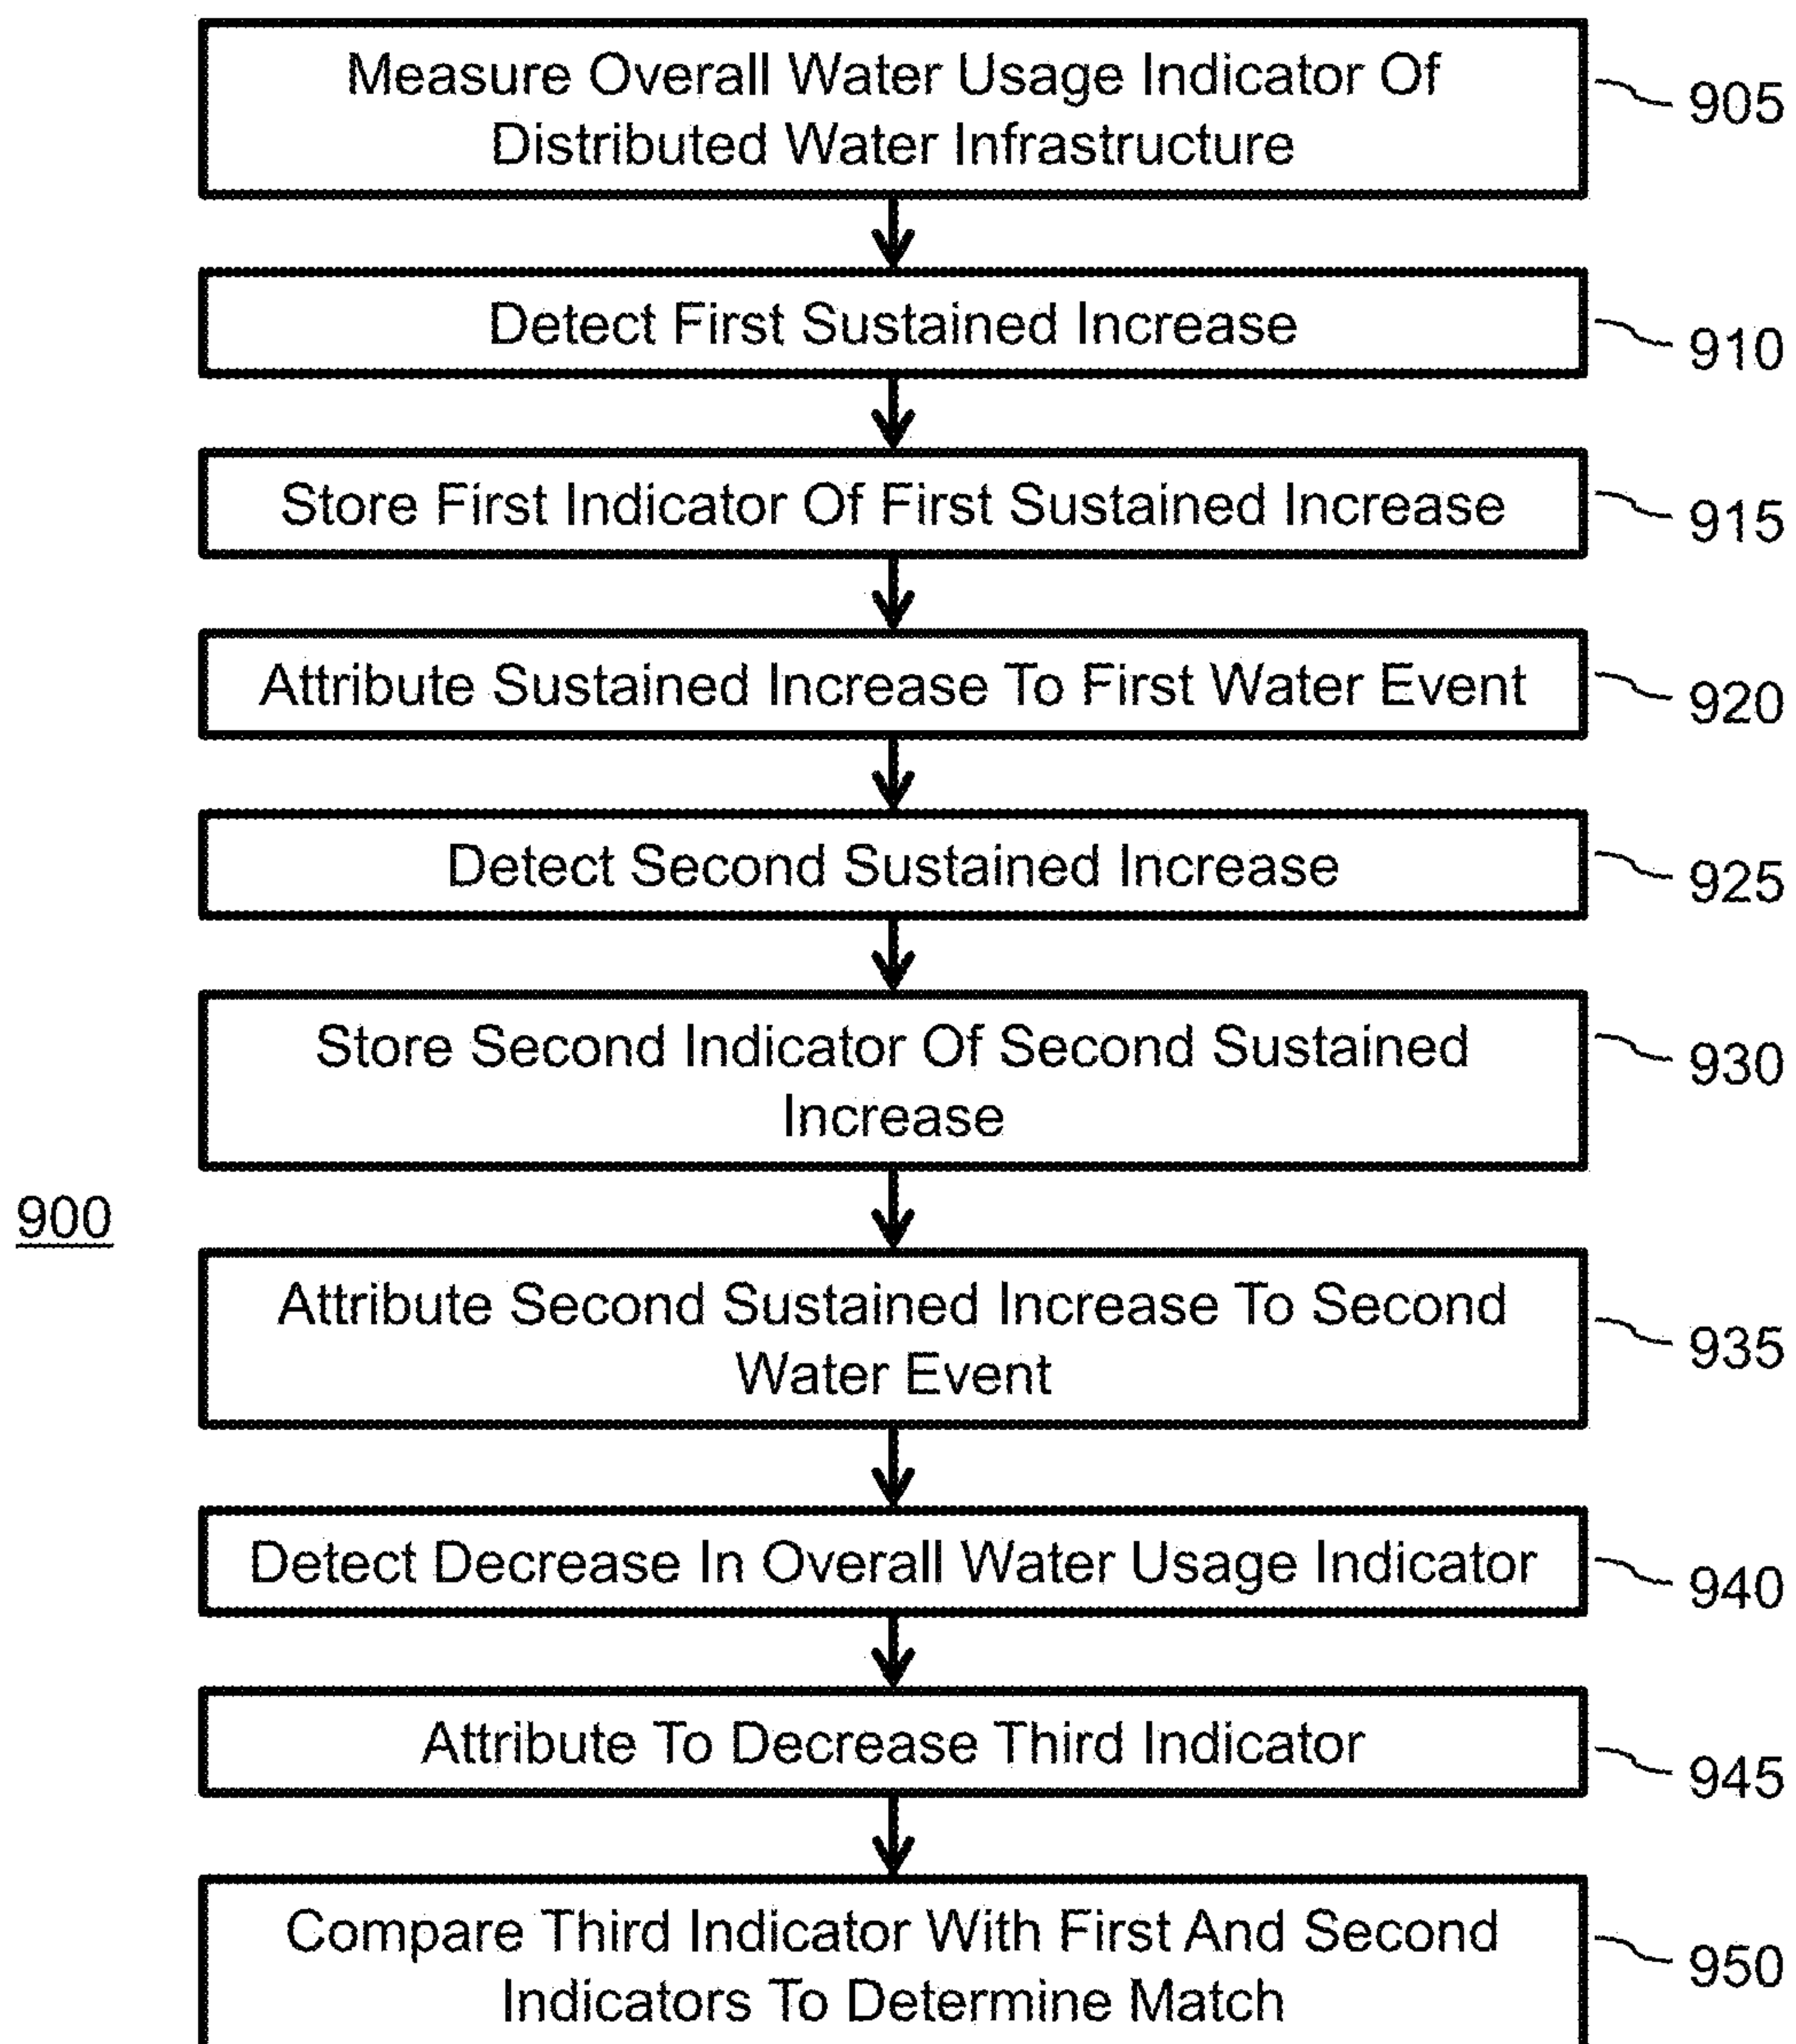 Measure Overall Water Usage Indicator Of
Distributed Water Infrastructure
905
Detect First Sustained Increase
910
Store First Indicator Of First Sustained Increase
915
Attribute Sustained Increase To First Water Event
920
Detect Second Sustained Increase
925
Store Second Indicator Of Second Sustained
Increase
930
900
Attribute Second Sustained Increase To Second
Water Event
935
Detect Decrease In Overall Water Usage Indicator
940
Attribute To Decrease Third Indicator
945
Compare Third Indicator With First And Second
Indicators To Determine Match
950